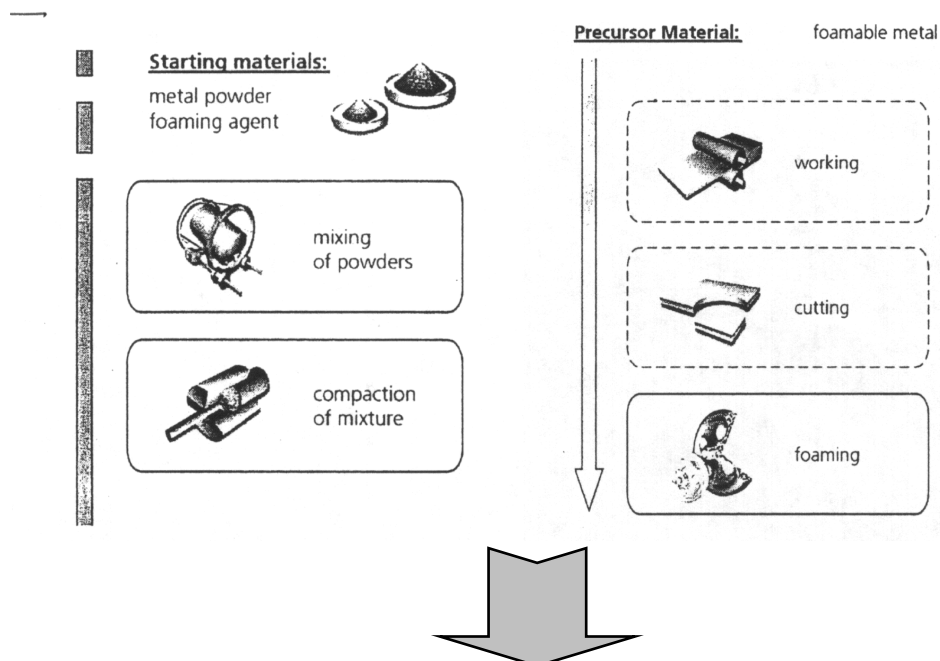 Starting materials:
metal powder
foaming agent
mixing
of powders
compaction
of mixture
Precursor Material: foamable metal
working
cutting
foaming